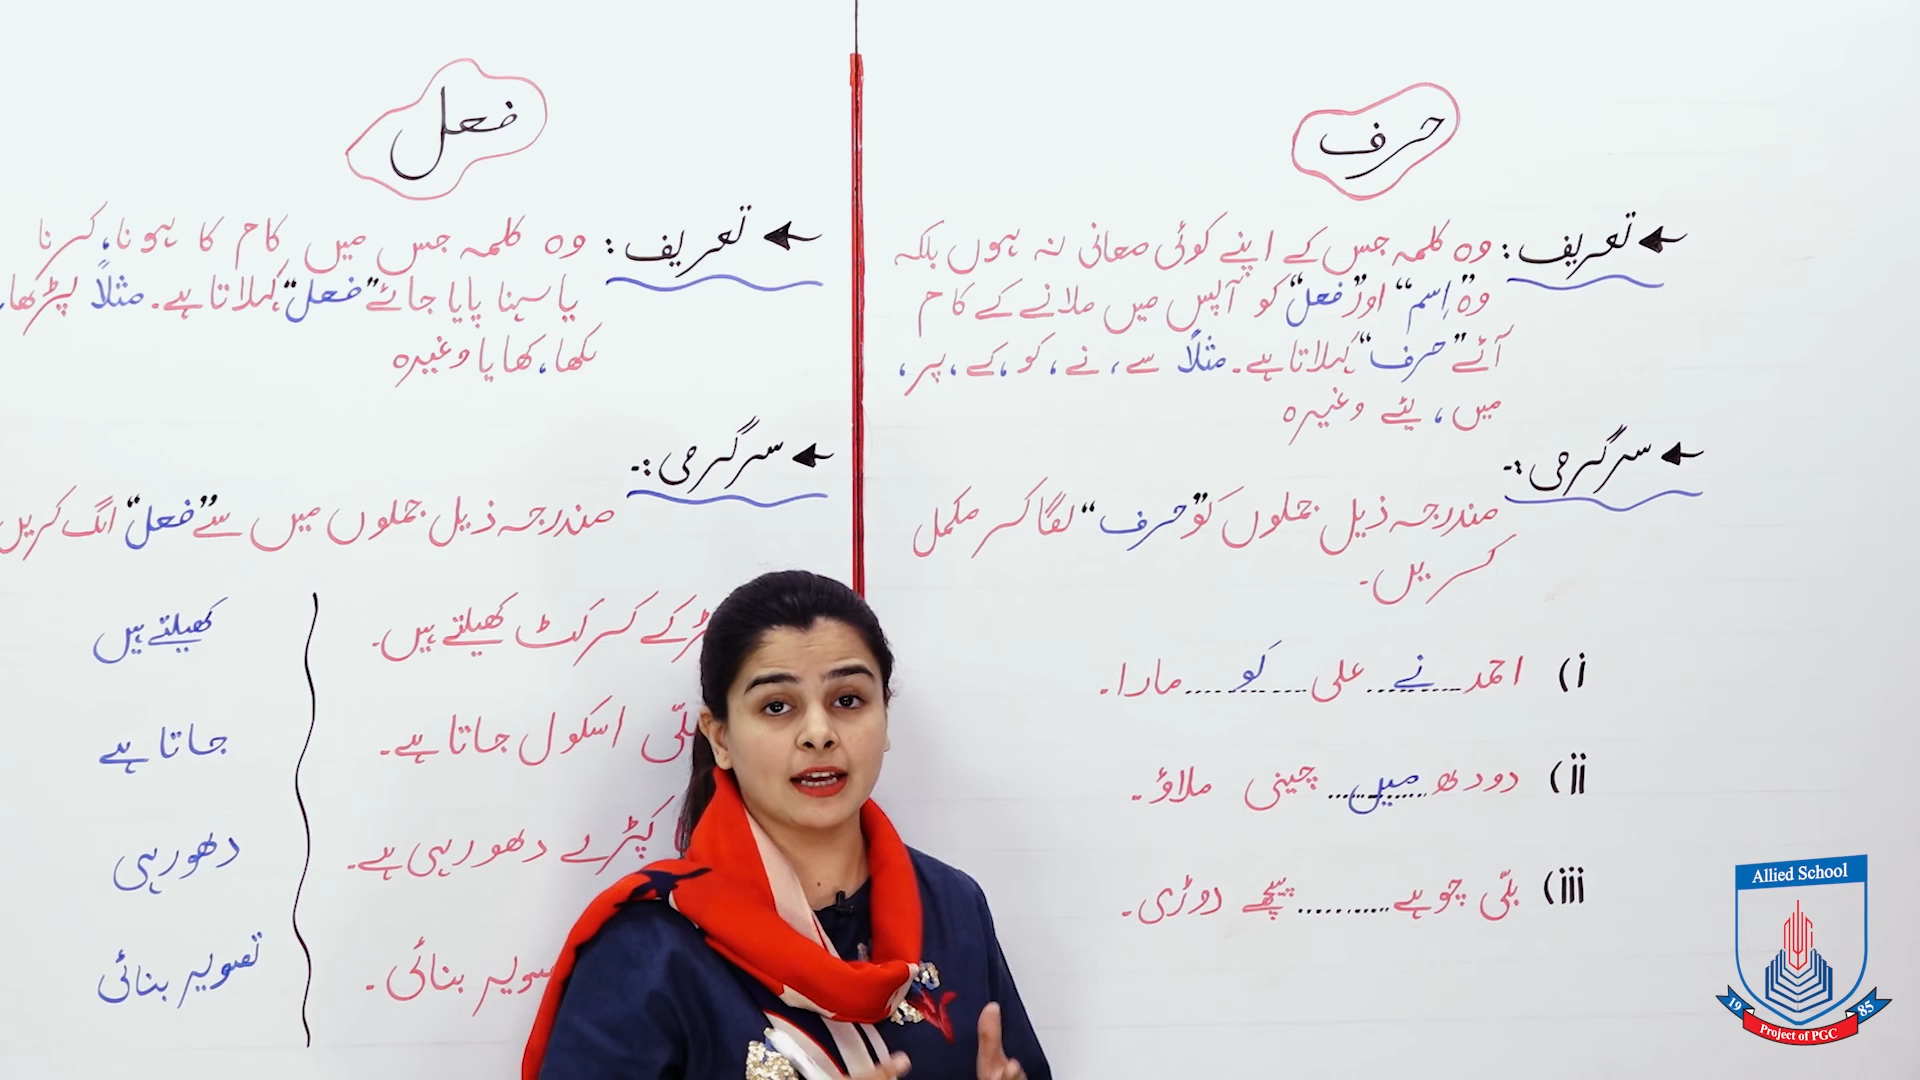 حرف
تعریف: وہ کلمہ جس کے اپنے کوئی معانی نہ ہوں بلکہ
وہ "اِسم" اور "فعل" کو آپس میں ملانے کے کام
آئے "حرف" کہلاتا ہے۔ مثلاً سے، نے، کو، کے، پر،
میں، لیے وغیرہ
سرگرمی:-
مندرجہ ذیل جملوں کو "حرف" لگا کر مکمل
کریں۔
i) احمد نے علی کو مارا۔
ii) دودھ میں چینی ملاؤ۔
iii) بلّی چوہے .......... پیچھے دوڑی۔
فعل
تعریف: وہ کلمہ جس میں کام کا ہونا، کرنا
یا سہنا پایا جائے "فعل" کہلاتا ہے۔ مثلاً پڑھا،
لکھا، کھایا وغیرہ
سرگرمی:-
مندرجہ ذیل جملوں میں سے "فعل" الگ کریں
کرکٹ کھیلتے ہیں۔ کھیلتے ہیں
اسکول جاتا ہے۔ جاتا ہے
کپڑے دھو رہی ہے۔ دھو رہی
بنائی۔ تصویر بنائی
Allied School
19 85
Project of PGC